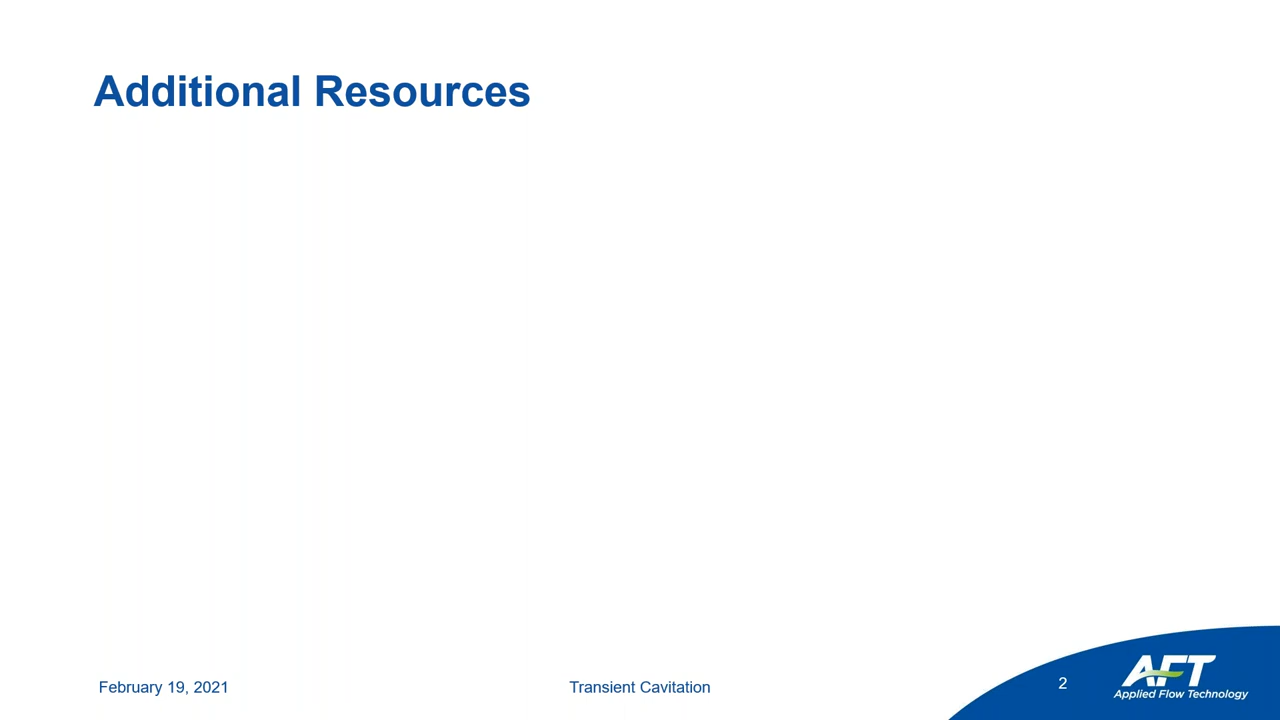 Additional Resources
February 19, 2021
Transient Cavitation
2
AFT
Applied Flow Technology